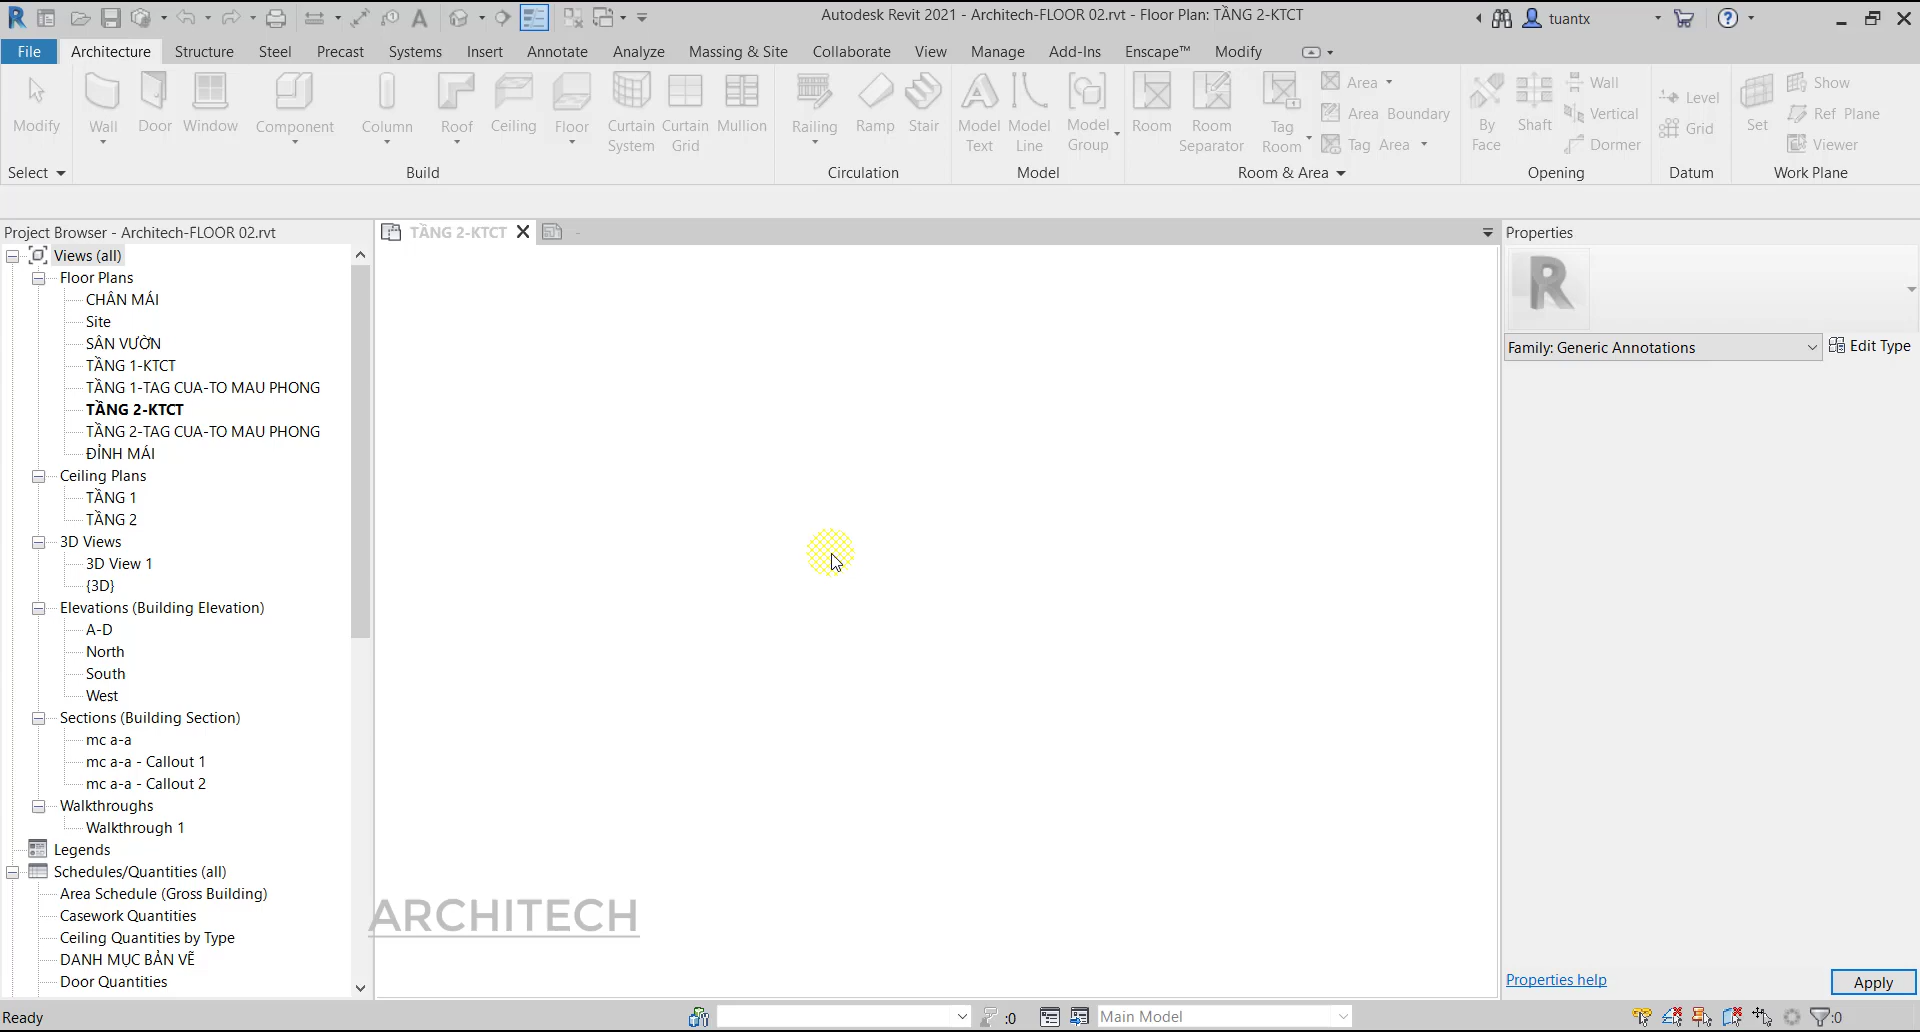 Autodesk Revit 2021 - Architech-FLOOR 02.rvt - Floor Plan: TẦNG 2-KTCT
tuantx
File Architecture Structure Steel Precast Systems Insert Annotate Analyze Massing & Site Collaborate View Manage Add-Ins Enscape™ Modify
Modify
Wall Door Window Component Column Roof Ceiling Floor Curtain System Curtain Grid Mullion
Railing Ramp Stair
Model Text Model Line Model Group
Room Room Separator Tag Room Area Area Boundary Tag Area
By Face Shaft Wall Vertical Dormer
Level Grid
Set Show Ref Plane Viewer
Select Build Circulation Model Room & Area Opening Datum Work Plane
Project Browser - Architech-FLOOR 02.rvt
Views (all)
Floor Plans
CHÂN MÁI
Site
SÂN VƯỜN
TẦNG 1-KTCT
TẦNG 1-TAG CUA-TO MAU PHONG
TẦNG 2-KTCT
TẦNG 2-TAG CUA-TO MAU PHONG
ĐỈNH MÁI
Ceiling Plans
TẦNG 1
TẦNG 2
3D Views
3D View 1
{3D}
Elevations (Building Elevation)
A-D
North
South
West
Sections (Building Section)
mc a-a
mc a-a - Callout 1
mc a-a - Callout 2
Walkthroughs
Walkthrough 1
Legends
Schedules/Quantities (all)
Area Schedule (Gross Building)
Casework Quantities
Ceiling Quantities by Type
DANH MỤC BẢN VẼ
Door Quantities
TẦNG 2-KTCT
-
ARCHITECH
Properties
Family: Generic Annotations
Edit Type
Properties help
Apply
Ready
:0
Main Model
:0